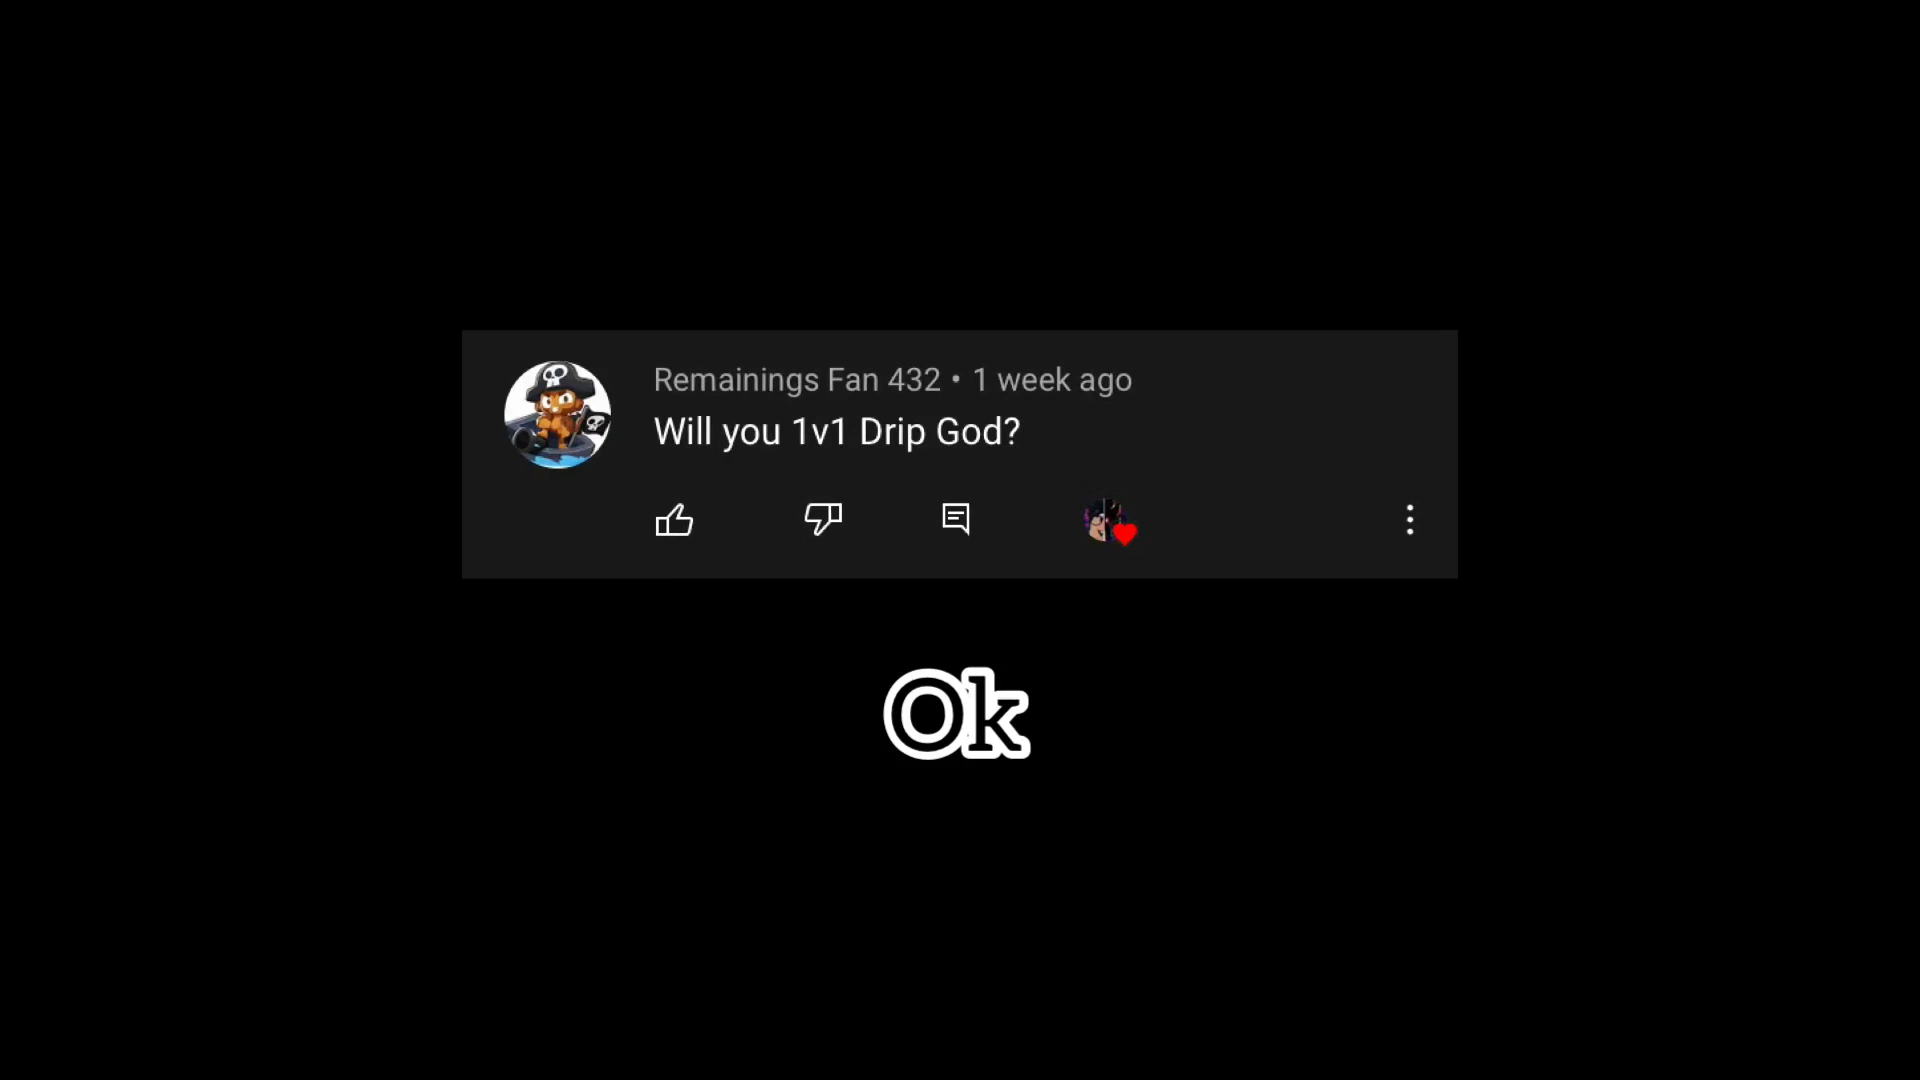 Remainings Fan 432 • 1 week ago
Will you 1v1 Drip God?
Ok